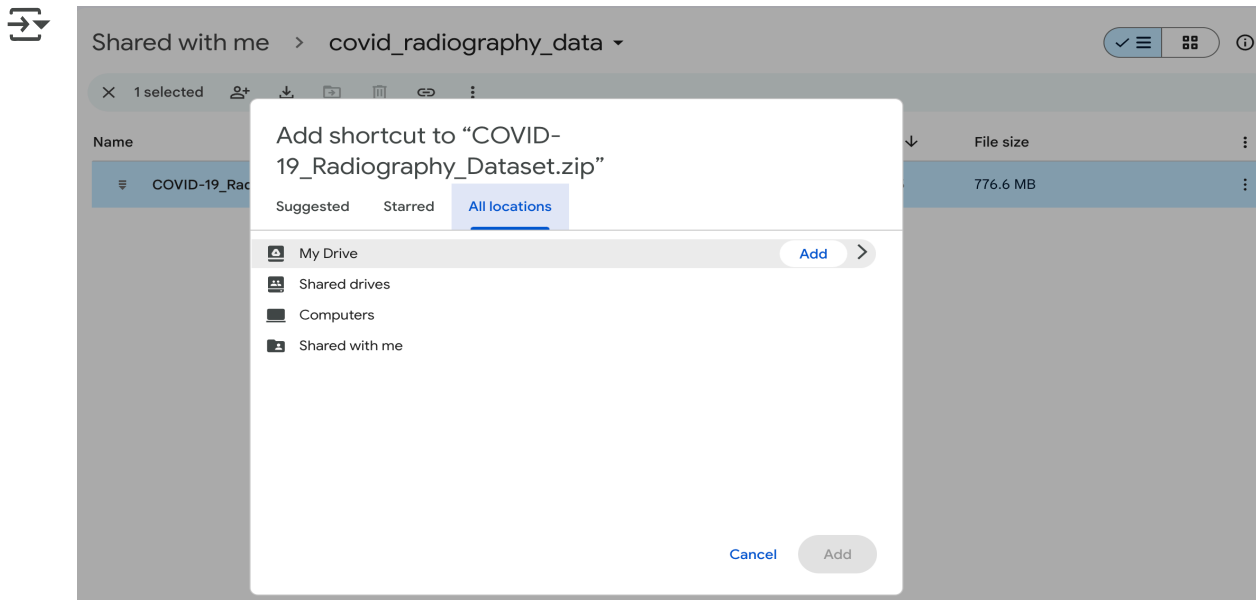 Shared with me > covid_radiography_data
1 selected
Add shortcut to “COVID-
19_Radiography_Dataset.zip”
Name
File size
COVID-19_Rad
776.6 MB
Suggested Starred All locations
My Drive Add
Shared drives
Computers
Shared with me
Cancel Add